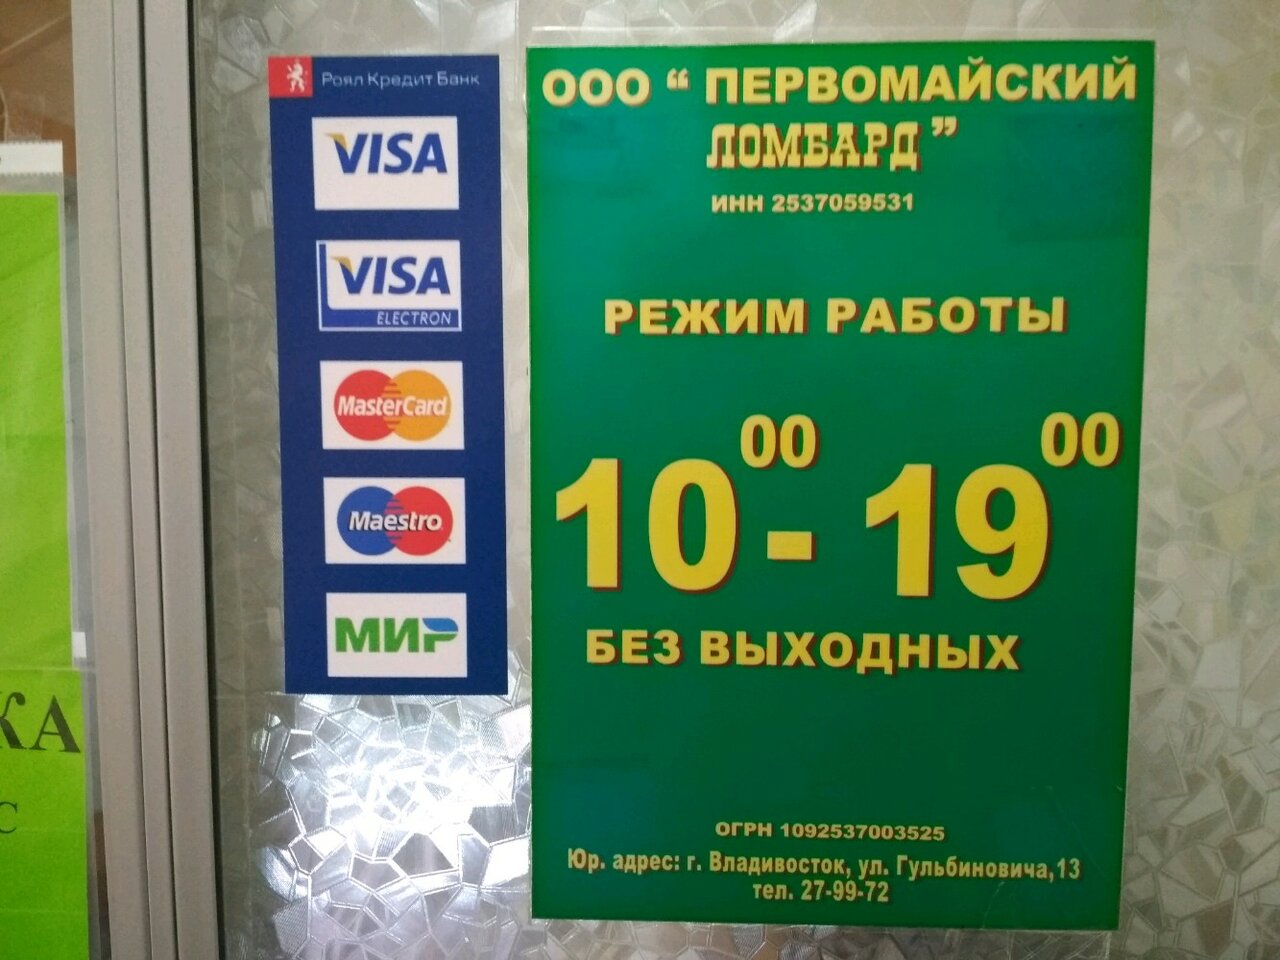 Роял Кредит Банк
VISA
VISA
ELECTRON
MasterCard
Maestro
МИР
ООО “ ПЕРВОМАЙСКИЙ
ЛОМБАРД ”
ИНН 2537059531
РЕЖИМ РАБОТЫ
10 00 - 19 00
БЕЗ ВЫХОДНЫХ
ОГРН 1092537003525
Юр. адрес: г. Владивосток, ул. Гульбиновича,13
тел. 27-99-72